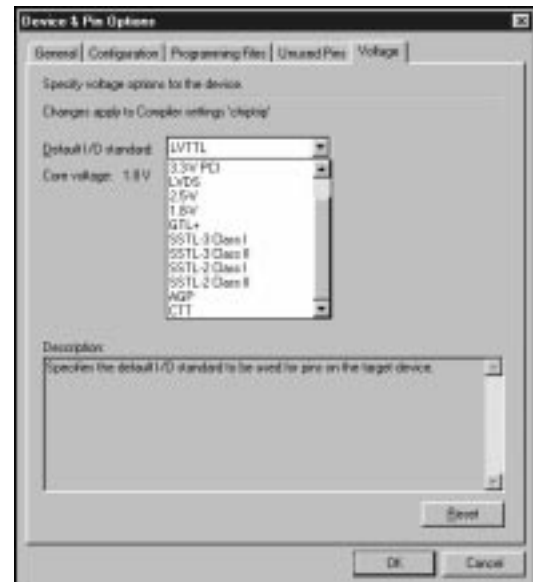 Device & Pin Options
General Configuration Programming Files Unused Pins Voltage
Specify voltage options for the device.
Changes apply to Compiler settings 'chiptrip'
Default I/O standard: LVTTL
Core voltage: 1.8 V
3.3V PCI
LVDS
2.5V
1.8V
GTL+
SSTL-3 Class I
SSTL-3 Class II
SSTL-2 Class I
SSTL-2 Class II
AGP
CTT
Description:
Specifies the default I/O standard to be used for pins on the target device.
Reset
OK Cancel